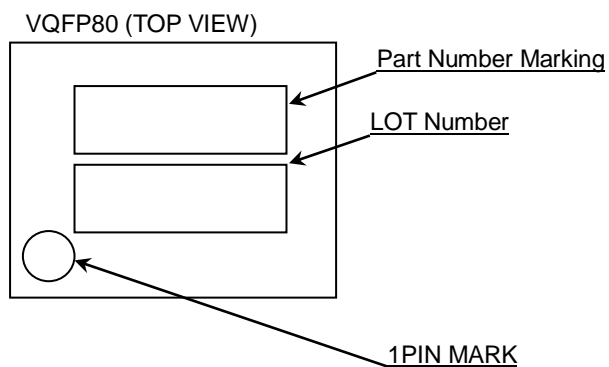 VQFP80 (TOP VIEW)
Part Number Marking
LOT Number
1PIN MARK